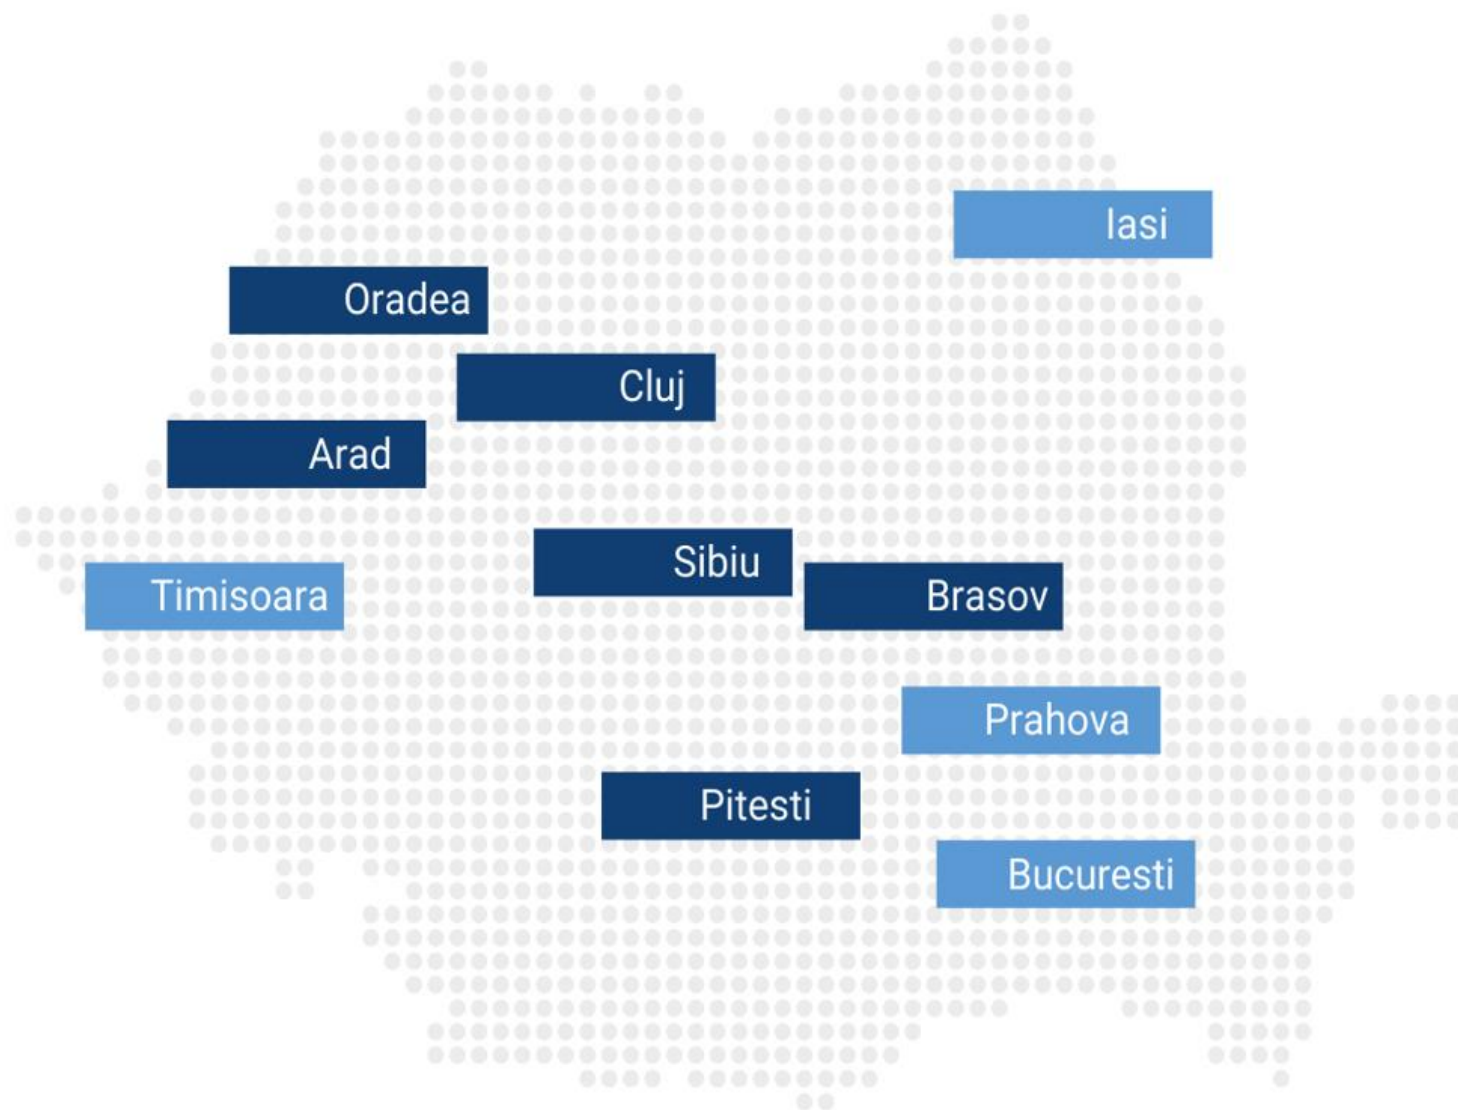 Iasi
Oradea
Cluj
Arad
Sibiu
Timisoara
Brasov
Prahova
Pitesti
Bucuresti